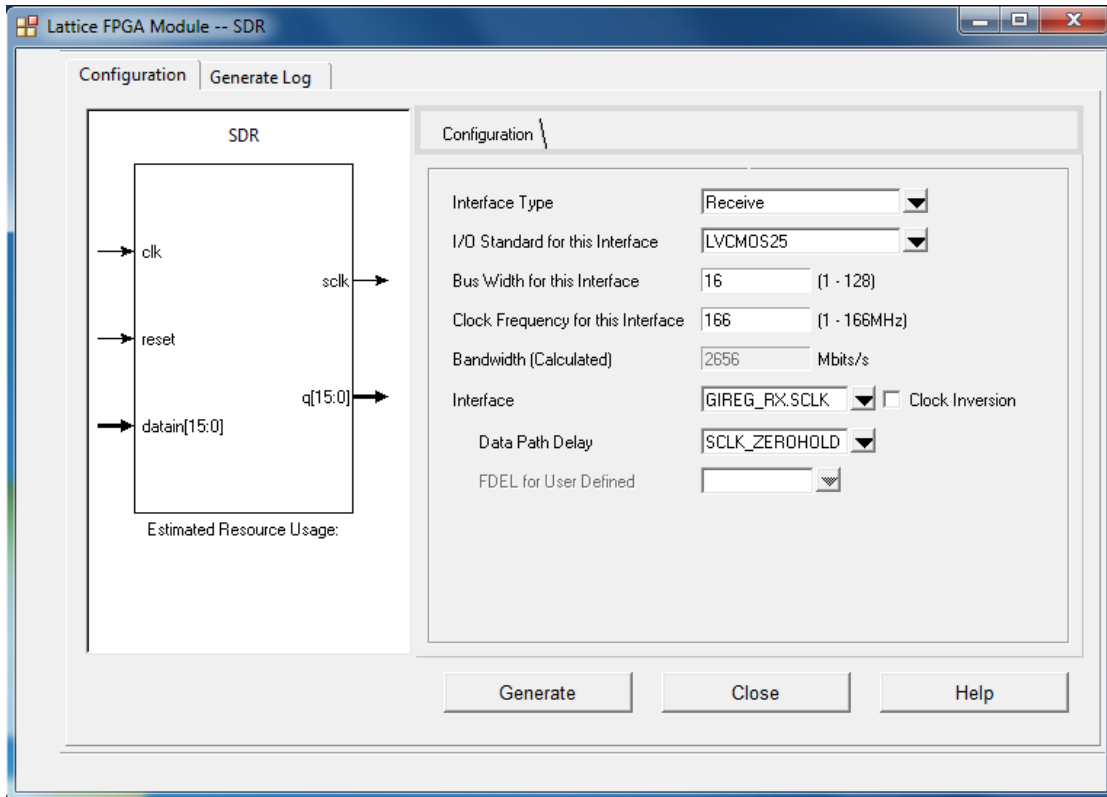 Lattice FPGA Module -- SDR
Configuration Generate Log
SDR
clk
sclk
reset
q[15:0]
datain[15:0]
Estimated Resource Usage:
Configuration
Interface Type Receive
I/O Standard for this Interface LVCMOS25
Bus Width for this Interface 16 (1 - 128)
Clock Frequency for this Interface 166 (1 - 166MHz)
Bandwidth (Calculated) 2656 Mbits/s
Interface GIREG_RX.SCLK Clock Inversion
Data Path Delay SCLK_ZEROHOLD
FDEL for User Defined
Generate Close Help